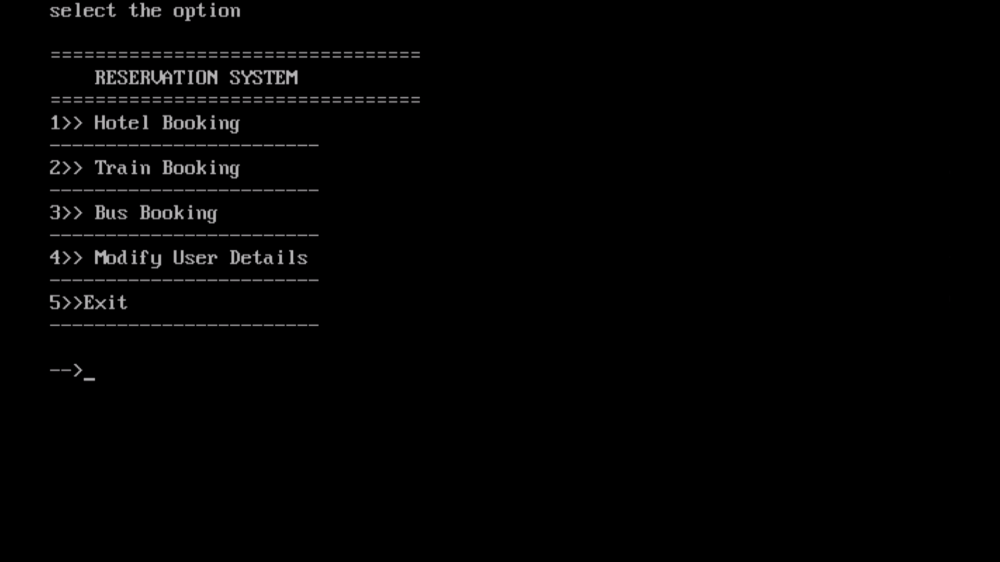 select the option
=================================
RESERVATION SYSTEM
=================================
1>> Hotel Booking
------------------------
2>> Train Booking
------------------------
3>> Bus Booking
------------------------
4>> Modify User Details
------------------------
5>>Exit
------------------------
-->_